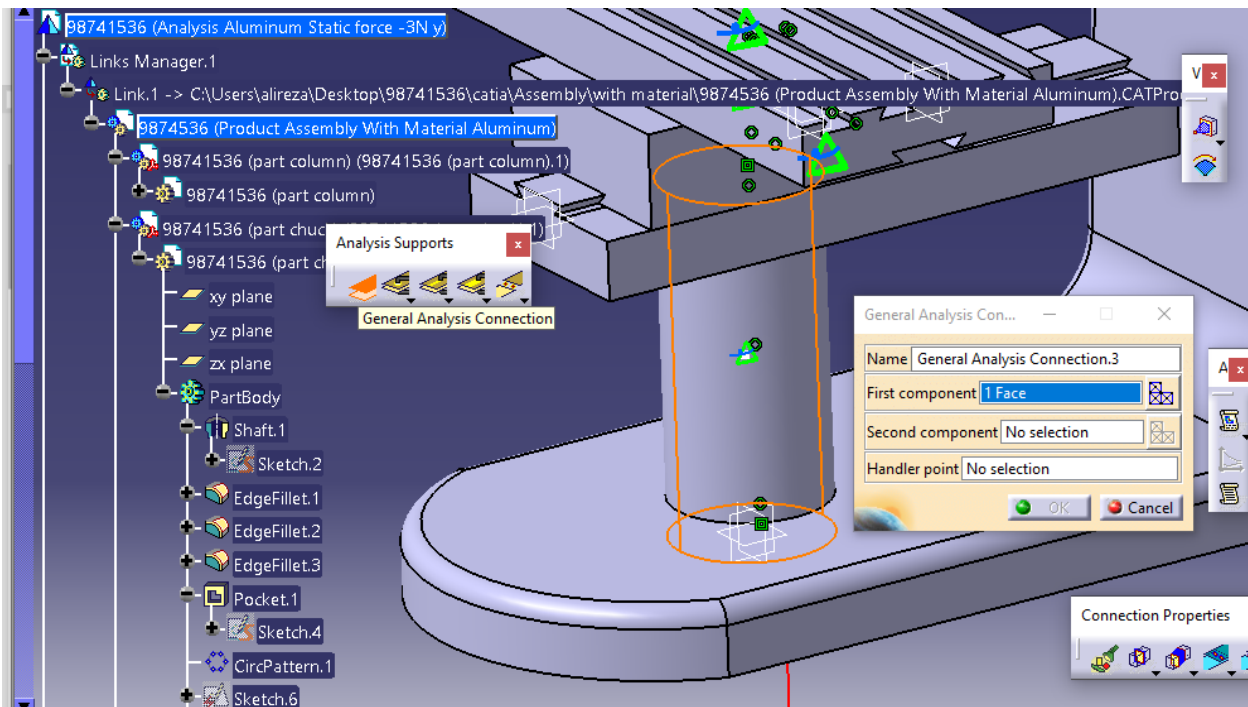 98741536 (Analysis Aluminum Static force -3N y)
Links Manager.1
Link.1 -> C:\Users\alireza\Desktop\98741536\catia\Assembly\with material\9874536 (Product Assembly With Material Aluminum).CATPro
9874536 (Product Assembly With Material Aluminum)
98741536 (part column) (98741536 (part column).1)
98741536 (part column)
98741536 (part chuc
1)
98741536 (part ch
xy plane
yz plane
zx plane
PartBody
Shaft.1
Sketch.2
EdgeFillet.1
EdgeFillet.2
EdgeFillet.3
Pocket.1
Sketch.4
CircPattern.1
Sketch.6
Analysis Supports
x
General Analysis Connection
General Analysis Con...
Name General Analysis Connection.3
First component 1 Face
Second component No selection
Handler point No selection
OK Cancel
V x
A x
Connection Properties